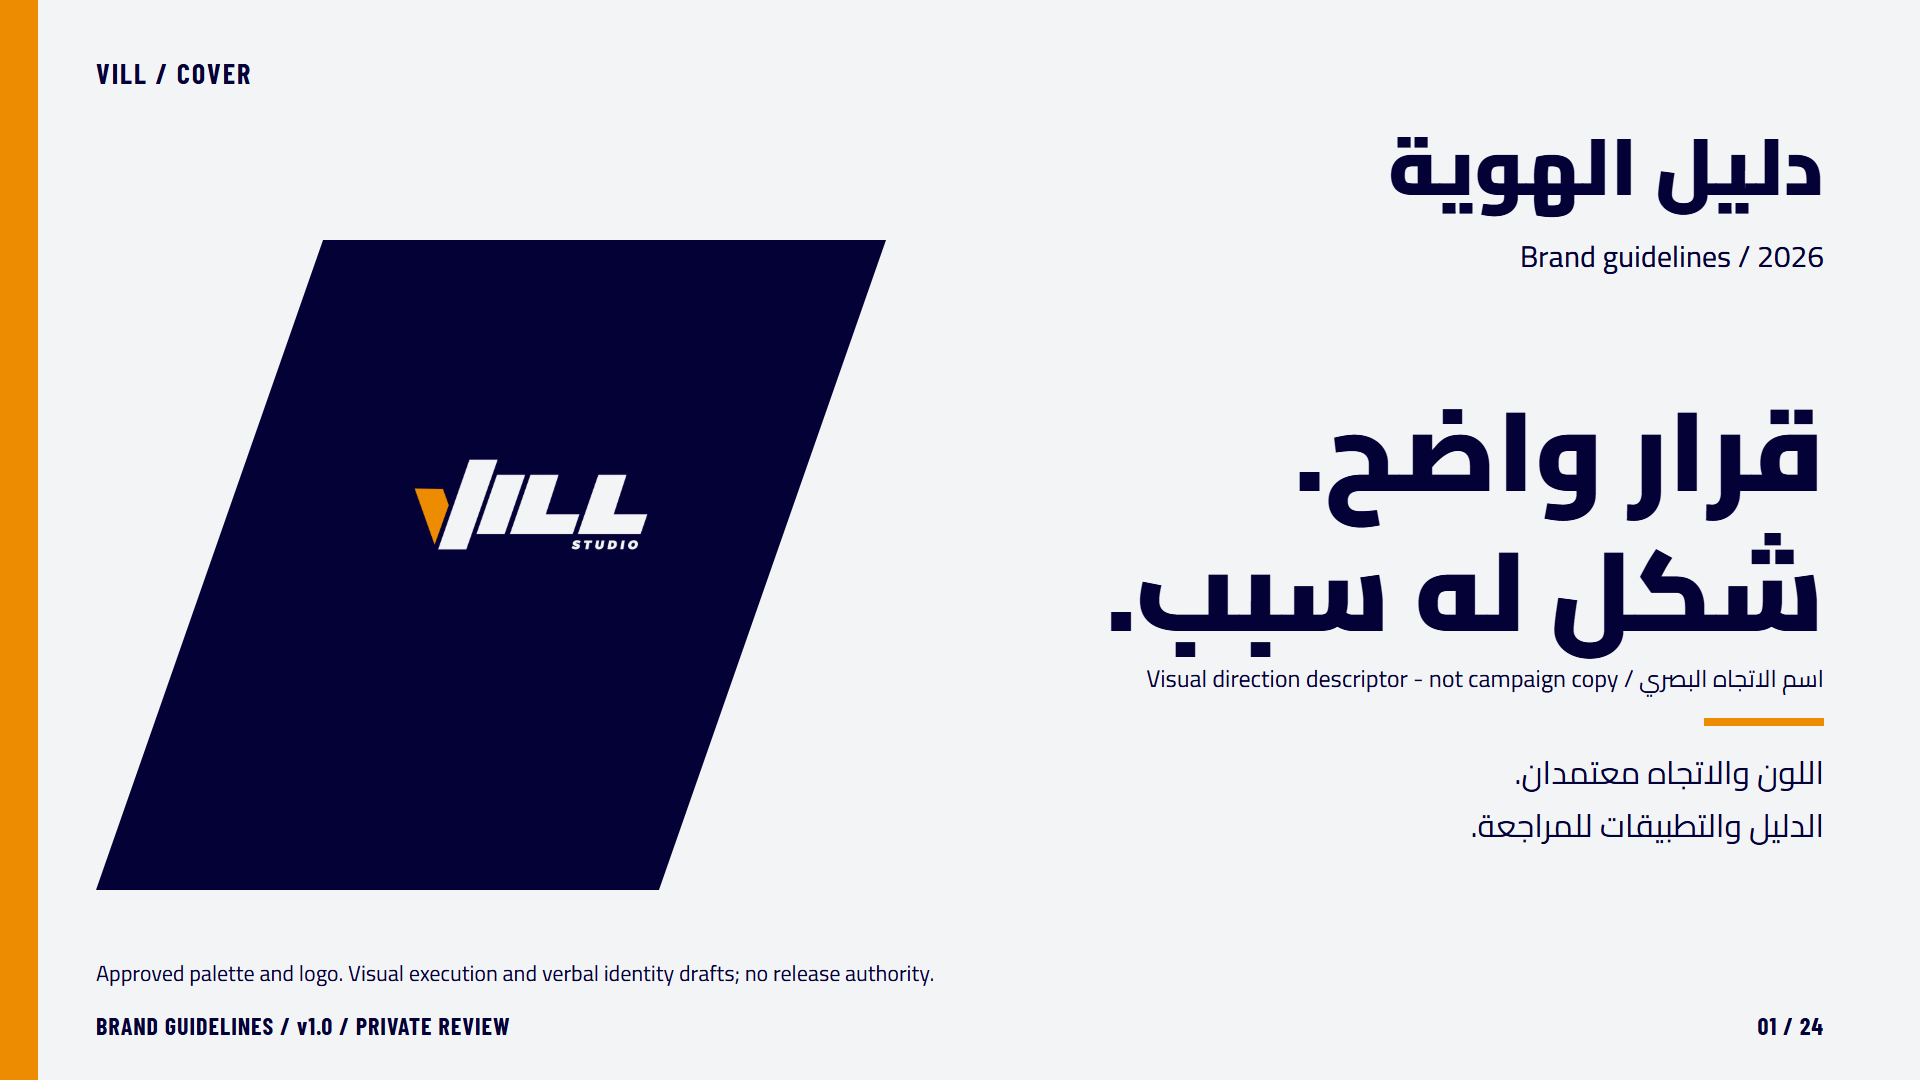 VILL / COVER
دليل الهوية
Brand guidelines / 2026
VILL
STUDIO
قرار واضح.
شكل له سبب.
اسم الاتجاه البصري / Visual direction descriptor - not campaign copy
اللون والاتجاه معتمدان.
الدليل والتطبيقات للمراجعة.
Approved palette and logo. Visual execution and verbal identity drafts; no release authority.
BRAND GUIDELINES / v1.0 / PRIVATE REVIEW
01 / 24